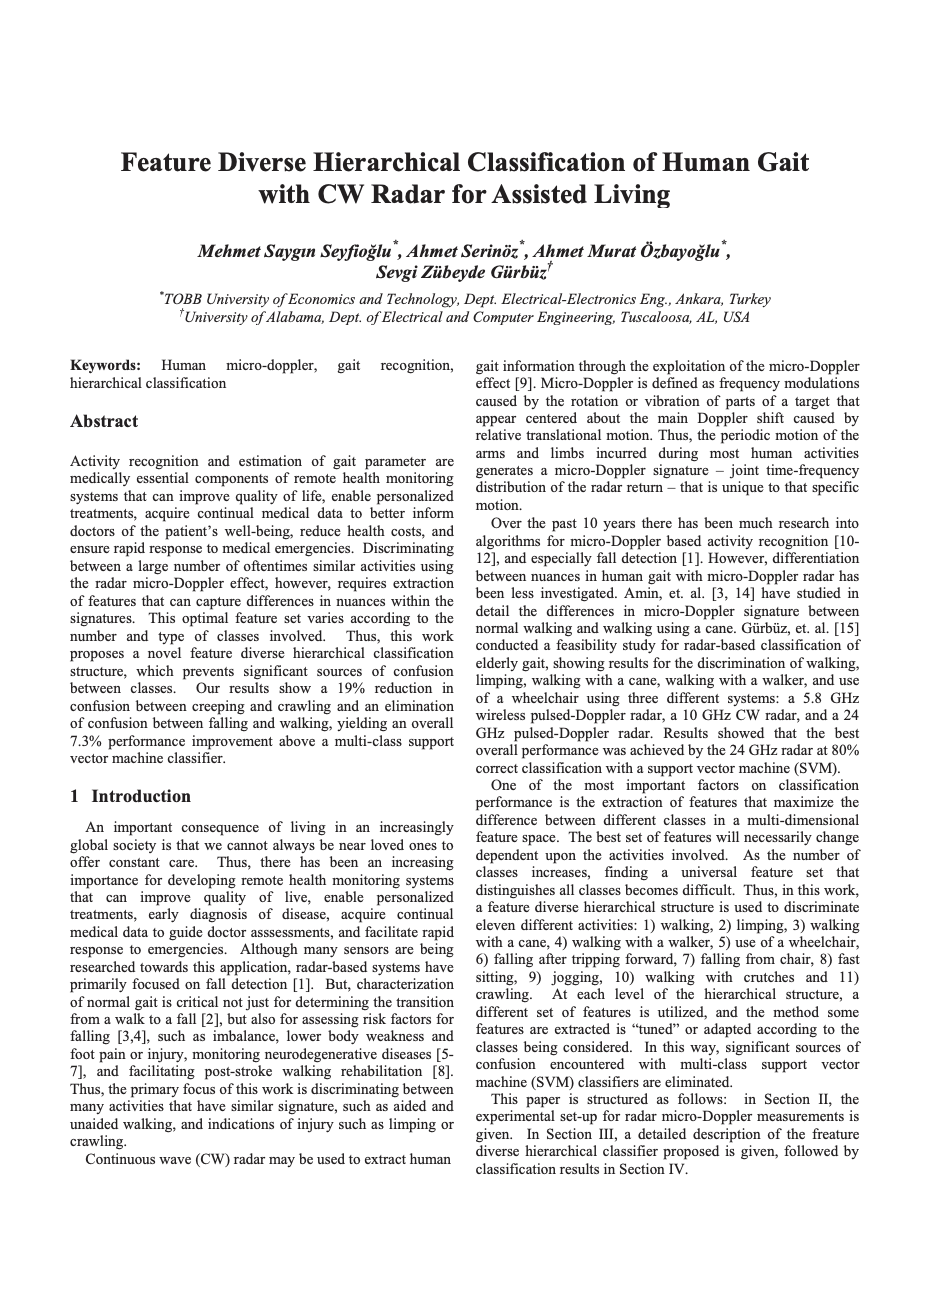 Feature Diverse Hierarchical Classification of Human Gait
with CW Radar for Assisted Living
Mehmet Saygın Seyfioğlu*, Ahmet Serinöz*, Ahmet Murat Özbayoğlu*,
Sevgi Zübeyde Gürbüz†
*TOBB University of Economics and Technology, Dept. Electrical-Electronics Eng., Ankara, Turkey
†University of Alabama, Dept. of Electrical and Computer Engineering, Tuscaloosa, AL, USA
Keywords: Human micro-doppler, gait recognition,
hierarchical classification
Abstract
Activity recognition and estimation of gait parameter are
medically essential components of remote health monitoring
systems that can improve quality of life, enable personalized
treatments, acquire continual medical data to better inform
doctors of the patient's well-being, reduce health costs, and
ensure rapid response to medical emergencies. Discriminating
between a large number of oftentimes similar activities using
the radar micro-Doppler effect, however, requires extraction
of features that can capture differences in nuances within the
signatures. This optimal feature set varies according to the
number and type of classes involved. Thus, this work
proposes a novel feature diverse hierarchical classification
structure, which prevents significant sources of confusion
between classes. Our results show a 19% reduction in
confusion between creeping and crawling and an elimination
of confusion between falling and walking, yielding an overall
7.3% performance improvement above a multi-class support
vector machine classifier.
1 Introduction
An important consequence of living in an increasingly
global society is that we cannot always be near loved ones to
offer constant care. Thus, there has been an increasing
importance for developing remote health monitoring systems
that can improve quality of live, enable personalized
treatments, early diagnosis of disease, acquire continual
medical data to guide doctor asssessments, and facilitate rapid
response to emergencies. Although many sensors are being
researched towards this application, radar-based systems have
primarily focused on fall detection [1]. But, characterization
of normal gait is critical not just for determining the transition
from a walk to a fall [2], but also for assessing risk factors for
falling [3,4], such as imbalance, lower body weakness and
foot pain or injury, monitoring neurodegenerative diseases [5-
7], and facilitating post-stroke walking rehabilitation [8].
Thus, the primary focus of this work is discriminating between
many activities that have similar signature, such as aided and
unaided walking, and indications of injury such as limping or
crawling.
Continuous wave (CW) radar may be used to extract human
gait information through the exploitation of the micro-Doppler
effect [9]. Micro-Doppler is defined as frequency modulations
caused by the rotation or vibration of parts of a target that
appear centered about the main Doppler shift caused by
relative translational motion. Thus, the periodic motion of the
arms and limbs incurred during most human activities
generates a micro-Doppler signature – joint time-frequency
distribution of the radar return – that is unique to that specific
motion.
Over the past 10 years there has been much research into
algorithms for micro-Doppler based activity recognition [10-
12], and especially fall detection [1]. However, differentiation
between nuances in human gait with micro-Doppler radar has
been less investigated. Amin, et. al. [3, 14] have studied in
detail the differences in micro-Doppler signature between
normal walking and walking using a cane. Gürbüz, et. al. [15]
conducted a feasibility study for radar-based classification of
elderly gait, showing results for the discrimination of walking,
limping, walking with a cane, walking with a walker, and use
of a wheelchair using three different systems: a 5.8 GHz
wireless pulsed-Doppler radar, a 10 GHz CW radar, and a 24
GHz pulsed-Doppler radar. Results showed that the best
overall performance was achieved by the 24 GHz radar at 80%
correct classification with a support vector machine (SVM).
One of the most important factors on classification
performance is the extraction of features that maximize the
difference between different classes in a multi-dimensional
feature space. The best set of features will necessarily change
dependent upon the activities involved. As the number of
classes increases, finding a universal feature set that
distinguishes all classes becomes difficult. Thus, in this work,
a feature diverse hierarchical structure is used to discriminate
eleven different activities: 1) walking, 2) limping, 3) walking
with a cane, 4) walking with a walker, 5) use of a wheelchair,
6) falling after tripping forward, 7) falling from chair, 8) fast
sitting, 9) jogging, 10) walking with crutches and 11)
crawling. At each level of the hierarchical structure, a
different set of features is utilized, and the method some
features are extracted is “tuned” or adapted according to the
classes being considered. In this way, significant sources of
confusion encountered with multi-class support vector
machine (SVM) classifiers are eliminated.
This paper is structured as follows: in Section II, the
experimental set-up for radar micro-Doppler measurements is
given. In Section III, a detailed description of the freature
diverse hierarchical classifier proposed is given, followed by
classification results in Section IV.